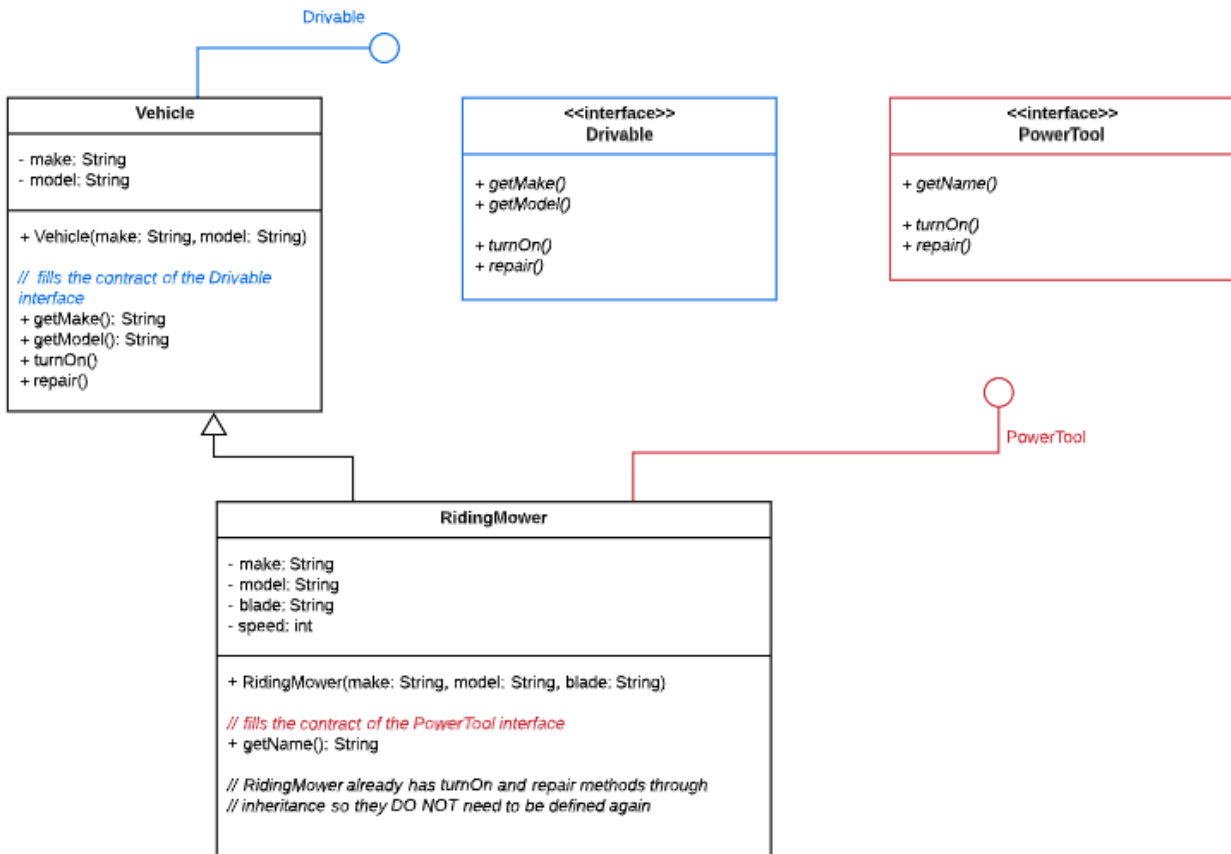 Drivable
Vehicle
- make: String
- model: String
+ Vehicle(make: String, model: String)
// fills the contract of the Drivable
interface
+ getMake(): String
+ getModel(): String
+ turnOn()
+ repair()
<<interface>>
Drivable
+ getMake()
+ getModel()
+ turnOn()
+ repair()
<<interface>>
PowerTool
+ getName()
+ turnOn()
+ repair()
PowerTool
RidingMower
- make: String
- model: String
- blade: String
- speed: int
+ RidingMower(make: String, model: String, blade: String)
// fills the contract of the PowerTool interface
+ getName(): String
// RidingMower already has turnOn and repair methods through
// inheritance so they DO NOT need to be defined again